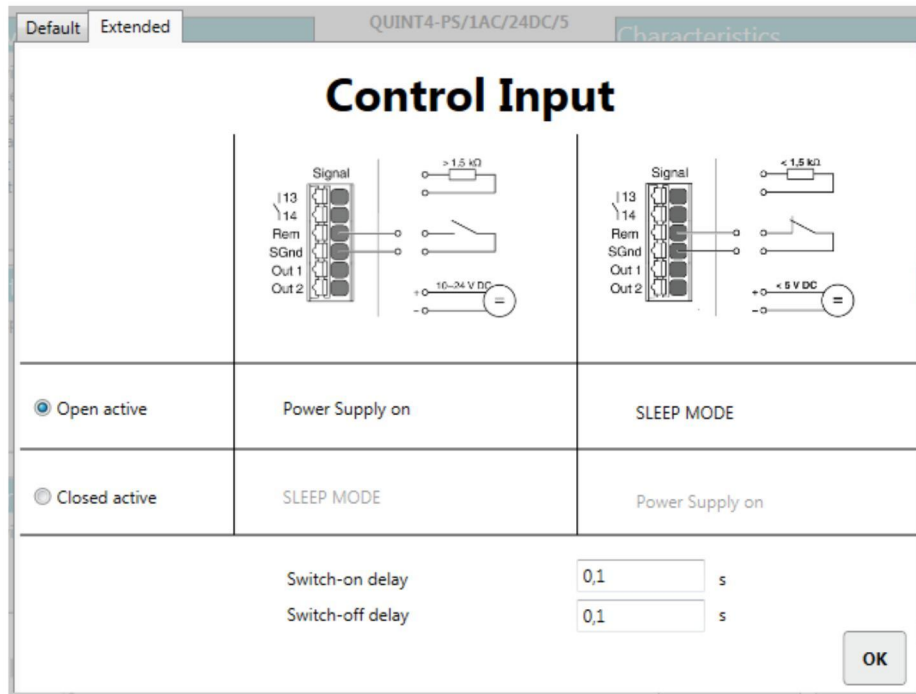 QUINT4-PS/1AC/24DC/5
Default Extended
Characteristics
Control Input
Signal
13
14
Rem
SGnd
Out 1
Out 2
> 1,5 kΩ
+ 10–24 V DC =
–
Signal
13
14
Rem
SGnd
Out 1
Out 2
< 1,5 kΩ
+ < 5 V DC =
–
Open active Power Supply on SLEEP MODE
Closed active SLEEP MODE Power Supply on
Switch-on delay 0,1 s
Switch-off delay 0,1 s
OK